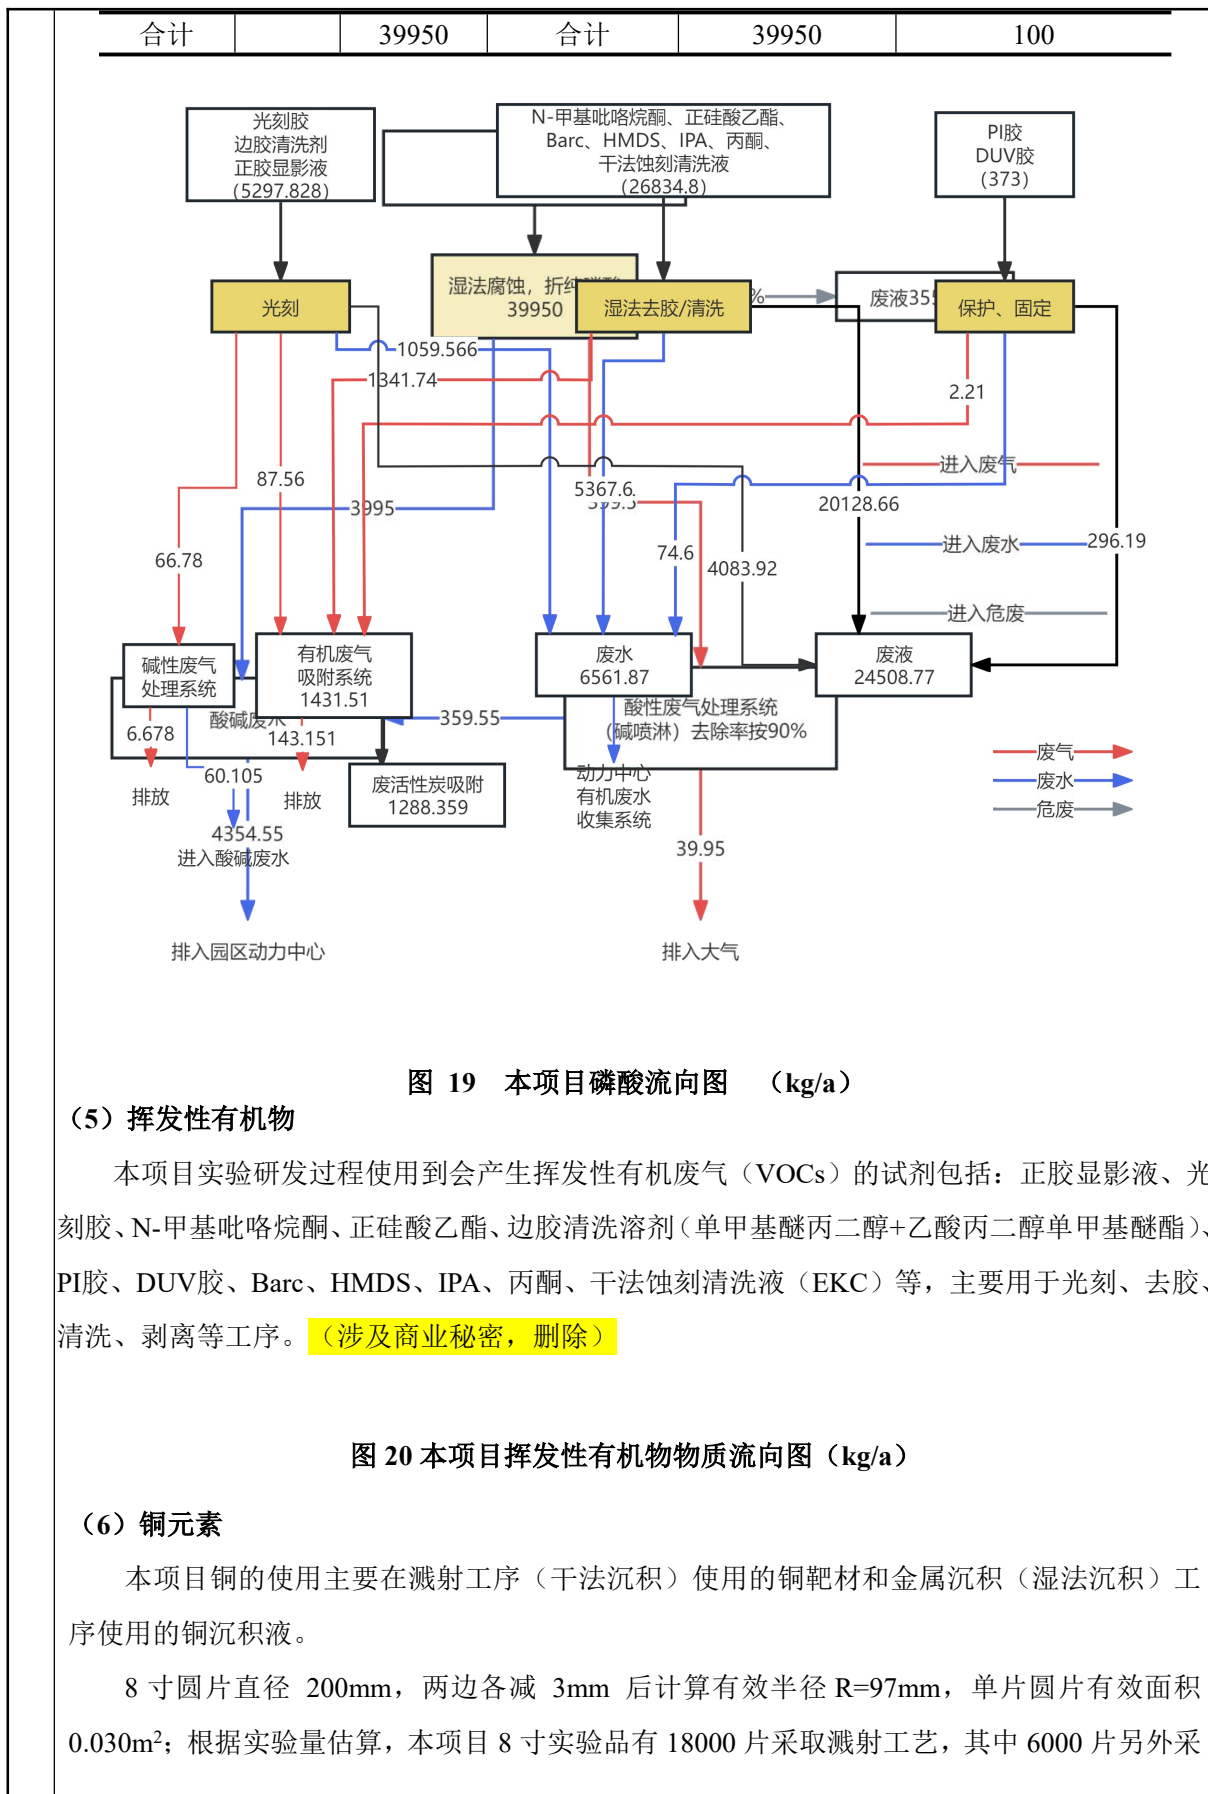 合计 39950 合计 39950 100
光刻胶
边胶清洗剂
正胶显影液
(5297.828)
N-甲基吡咯烷酮、正硅酸乙酯、
Barc、HMDS、IPA、丙酮、
干法蚀刻清洗液
(26834.8)
PI胶
DUV胶
(373)
光刻
湿法腐蚀，折纯
39950
湿法去胶/清洗
%
废液35
保护、固定
1059.566
1341.74
2.21
87.56
进入废气
3995
5367.6
20128.66
66.78
74.6
4083.92
进入废水
296.19
进入危废
碱性废气
处理系统
有机废气
吸附系统
1431.51
废水
6561.87
废液
24508.77
酸碱废水
359.55
酸性废气处理系统
（碱喷淋）去除率按90%
6.678
143.151
60.105
排放
排放
废活性炭吸附
1288.359
动力中心
有机废水
收集系统
废气
废水
危废
4354.55
进入酸碱废水
39.95
排入园区动力中心
排入大气
图 19 本项目磷酸流向图 （kg/a）
（5）挥发性有机物
本项目实验研发过程使用到会产生挥发性有机废气（VOCs）的试剂包括：正胶显影液、光
刻胶、N-甲基吡咯烷酮、正硅酸乙酯、边胶清洗溶剂（单甲基醚丙二醇+乙酸丙二醇单甲基醚酯）、
PI胶、DUV胶、Barc、HMDS、IPA、丙酮、干法蚀刻清洗液（EKC）等，主要用于光刻、去胶、
清洗、剥离等工序。（涉及商业秘密，删除）
图 20 本项目挥发性有机物物质流向图（kg/a）
（6）铜元素
本项目铜的使用主要在溅射工序（干法沉积）使用的铜靶材和金属沉积（湿法沉积）工
序使用的铜沉积液。
8 寸圆片直径 200mm，两边各减 3mm 后计算有效半径 R=97mm，单片圆片有效面积
0.030m²；根据实验量估算，本项目 8 寸实验品有 18000 片采取溅射工艺，其中 6000 片另外采